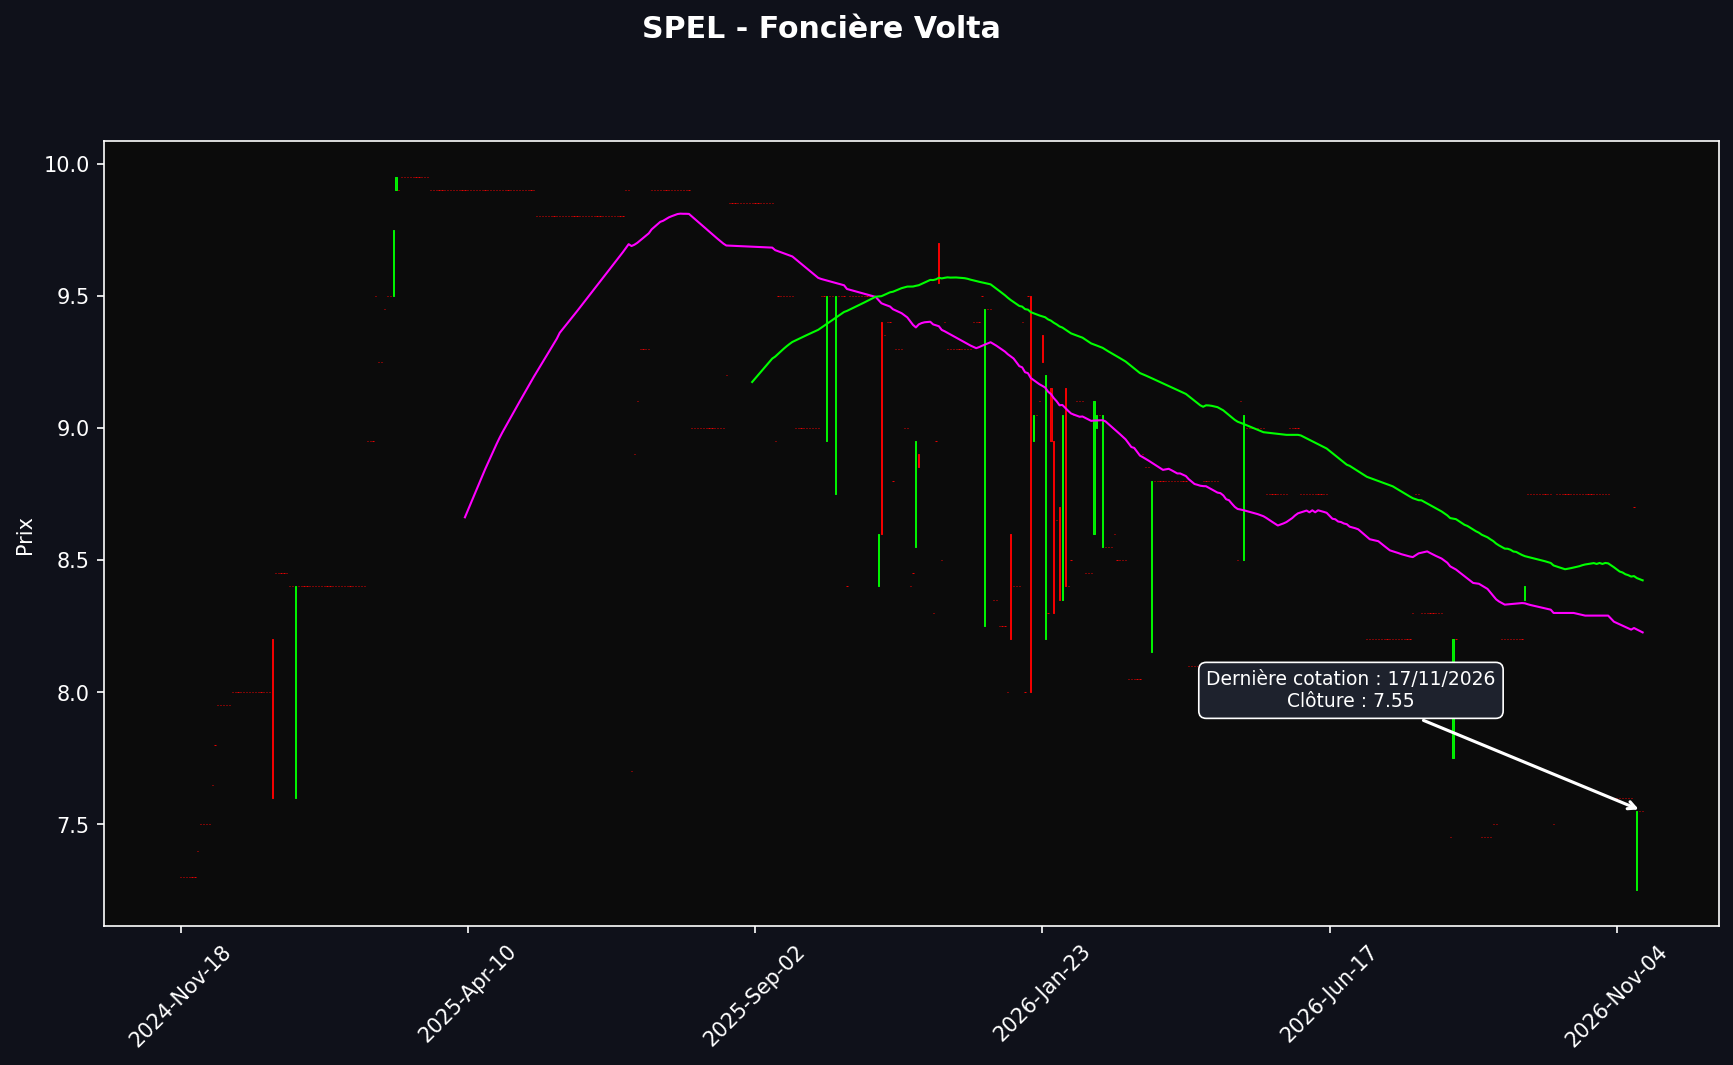 SPEL - Foncière Volta
Prix
10.0
9.5
9.0
8.5
8.0
7.5
Dernière cotation : 17/11/2026
Clôture : 7.55
2024-Nov-18
2025-Apr-10
2025-Sep-02
2026-Jan-23
2026-Jun-17
2026-Nov-04